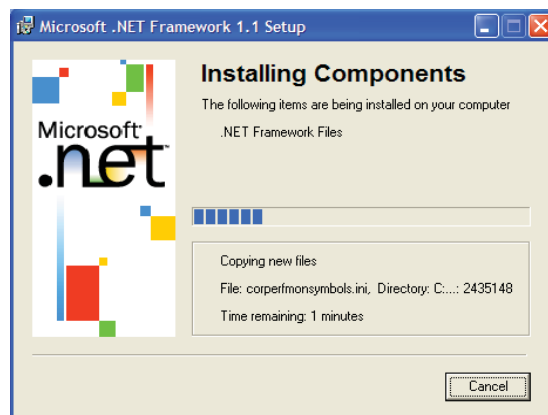 Microsoft .NET Framework 1.1 Setup
Installing Components
The following items are being installed on your computer
.NET Framework Files
Microsoft
.net
Copying new files
File: corperfmonsymbols.ini, Directory: C:...: 2435148
Time remaining: 1 minutes
Cancel